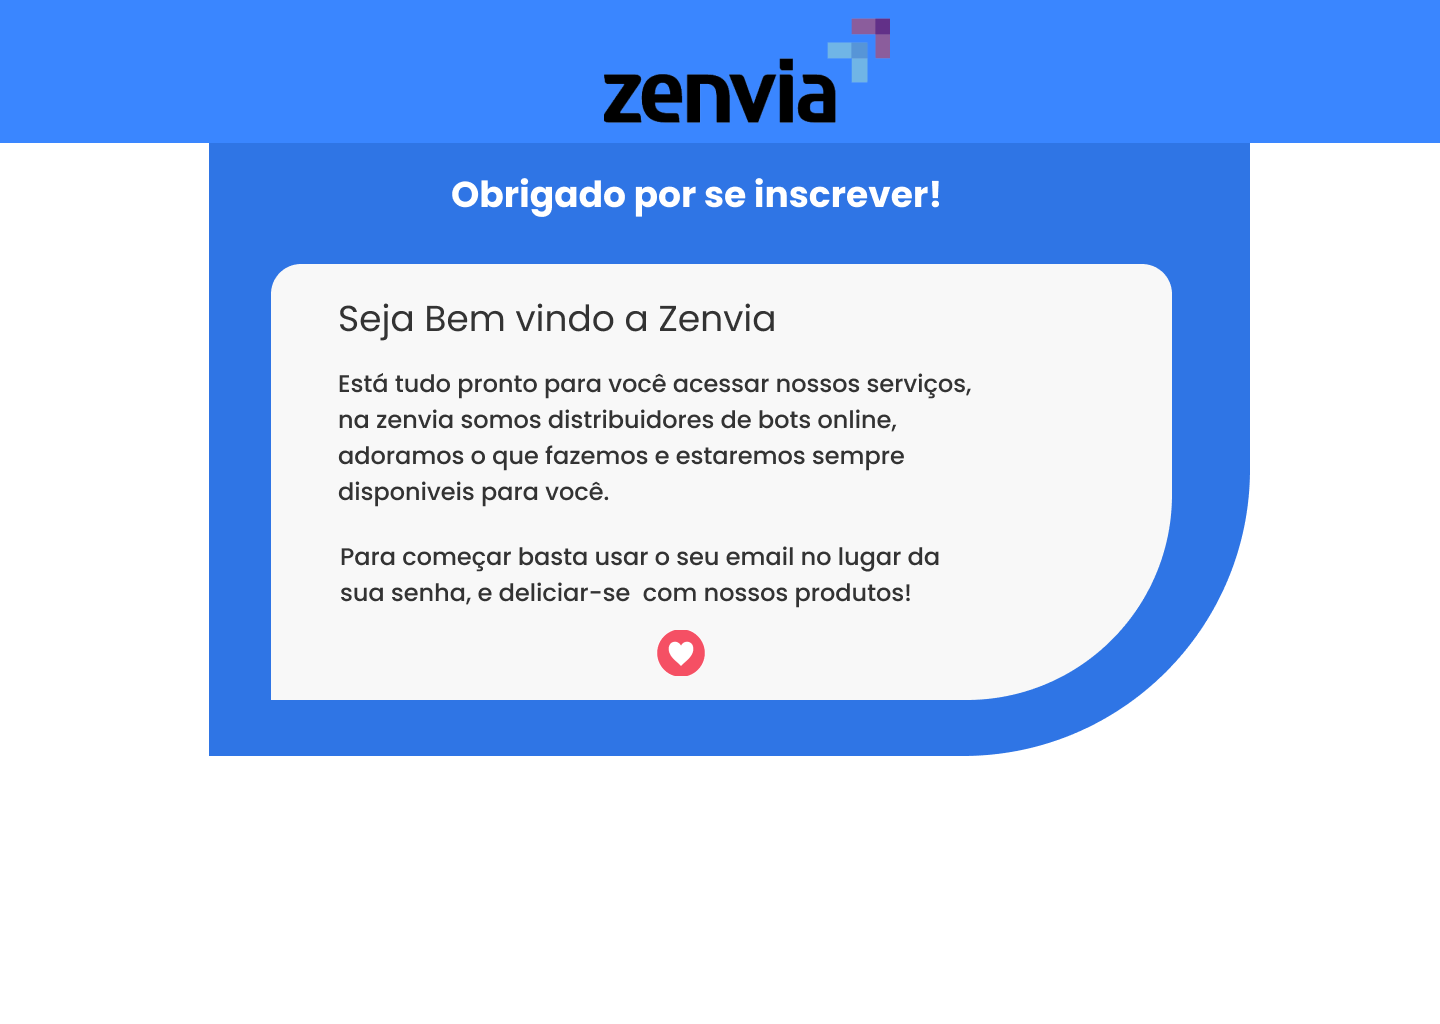 zenvia
Obrigado por se inscrever!
Seja Bem vindo a Zenvia
Está tudo pronto para você acessar nossos serviços,
na zenvia somos distribuidores de bots online,
adoramos o que fazemos e estaremos sempre
disponiveis para você.
Para começar basta usar o seu email no lugar da
sua senha, e deliciar-se  com nossos produtos!